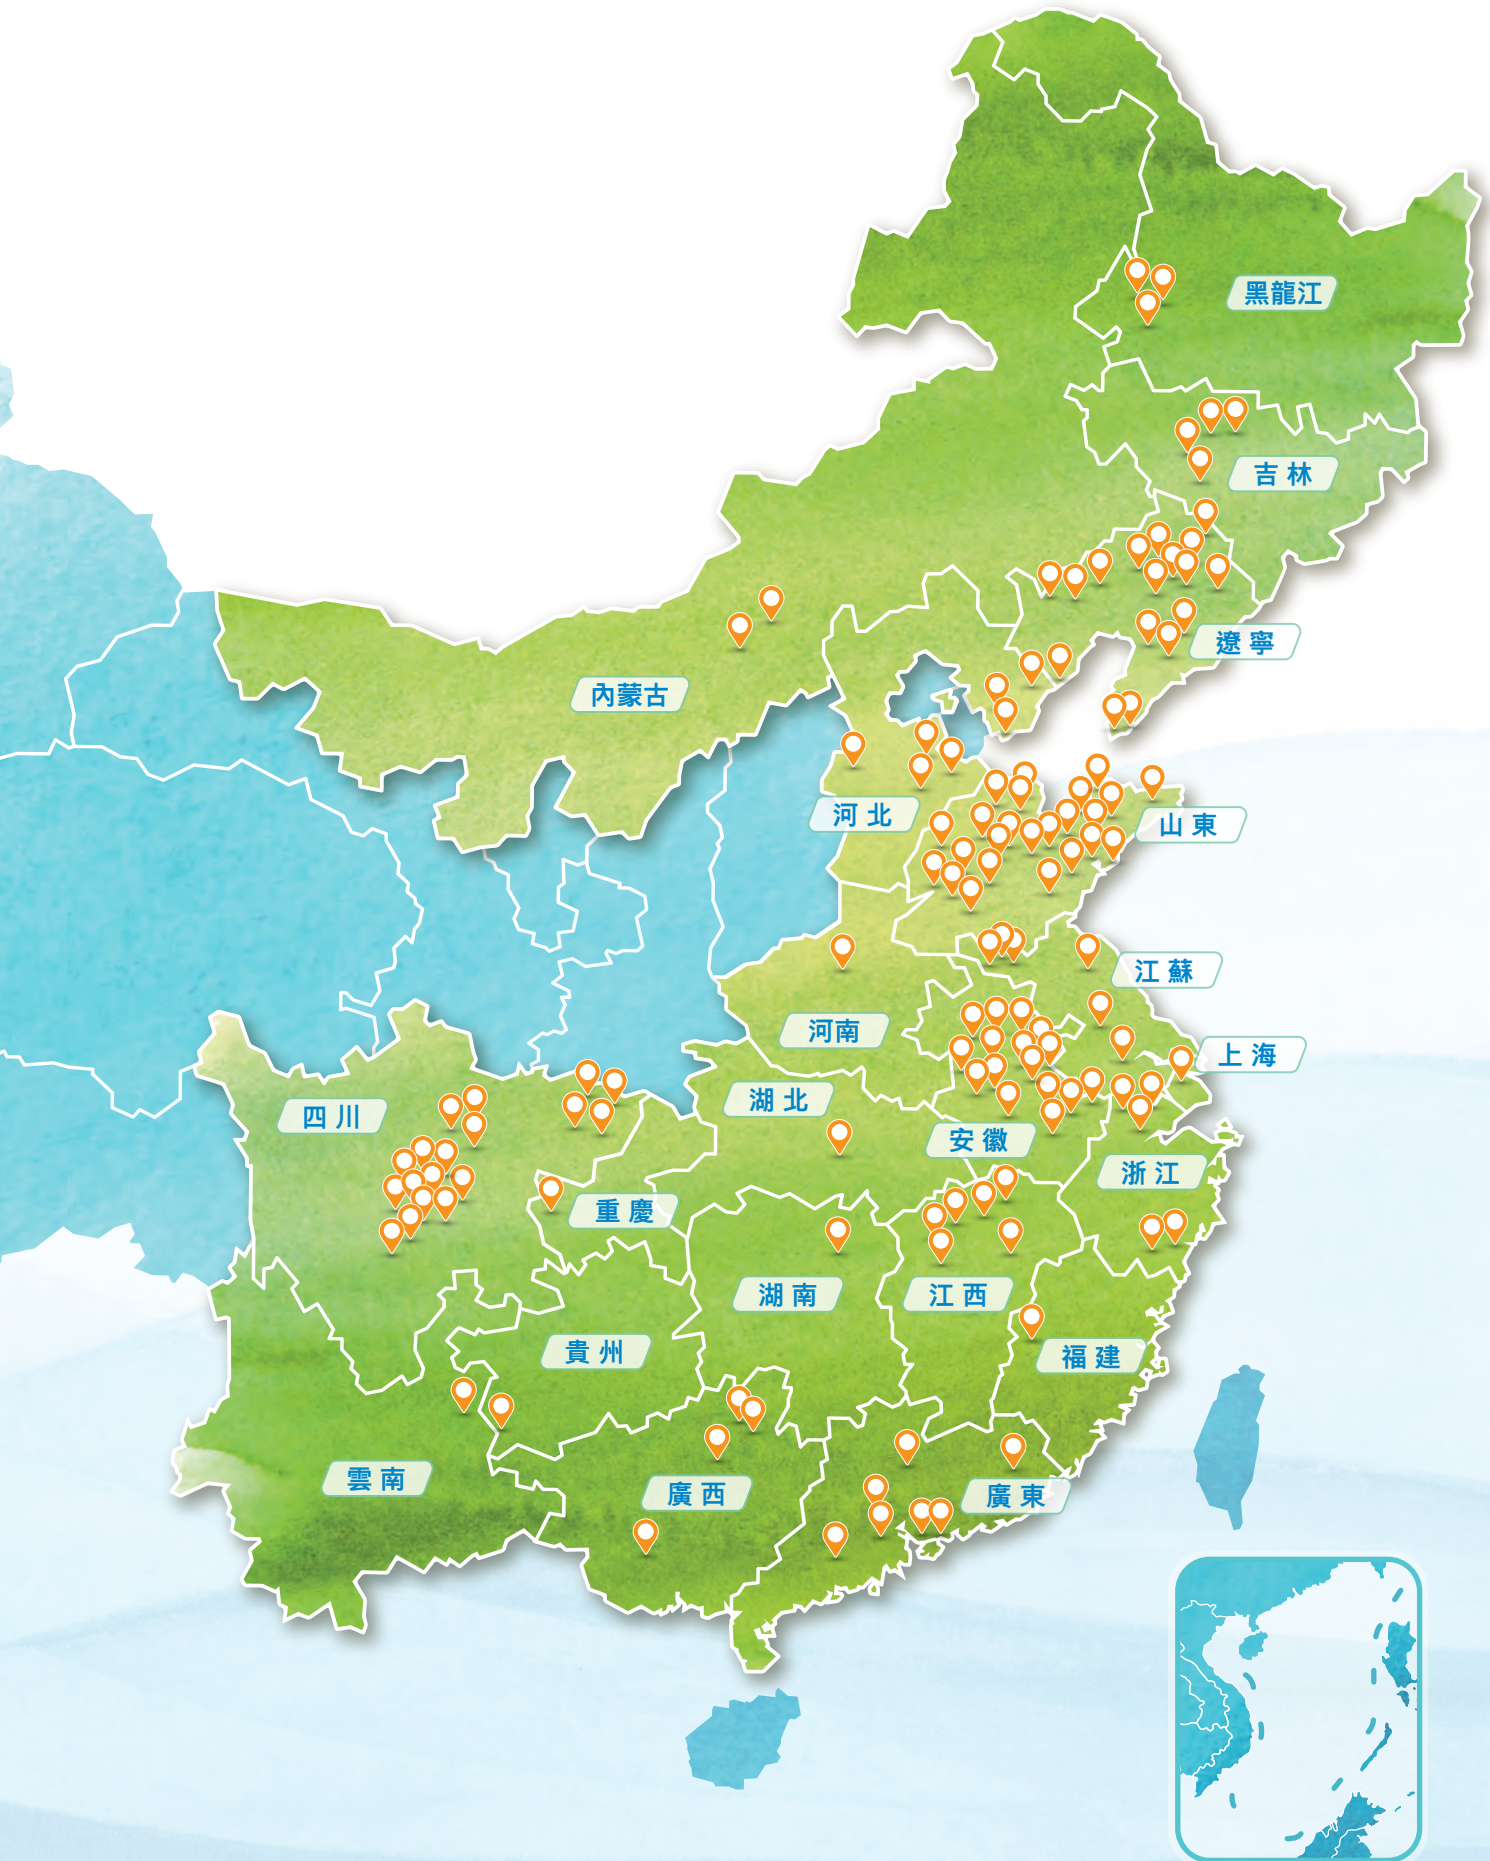 黑龍江
吉林
遼寧
內蒙古
河北
山東
江蘇
河南
上海
湖北
四川
安徽
浙江
重慶
湖南
江西
貴州
福建
雲南
廣西
廣東